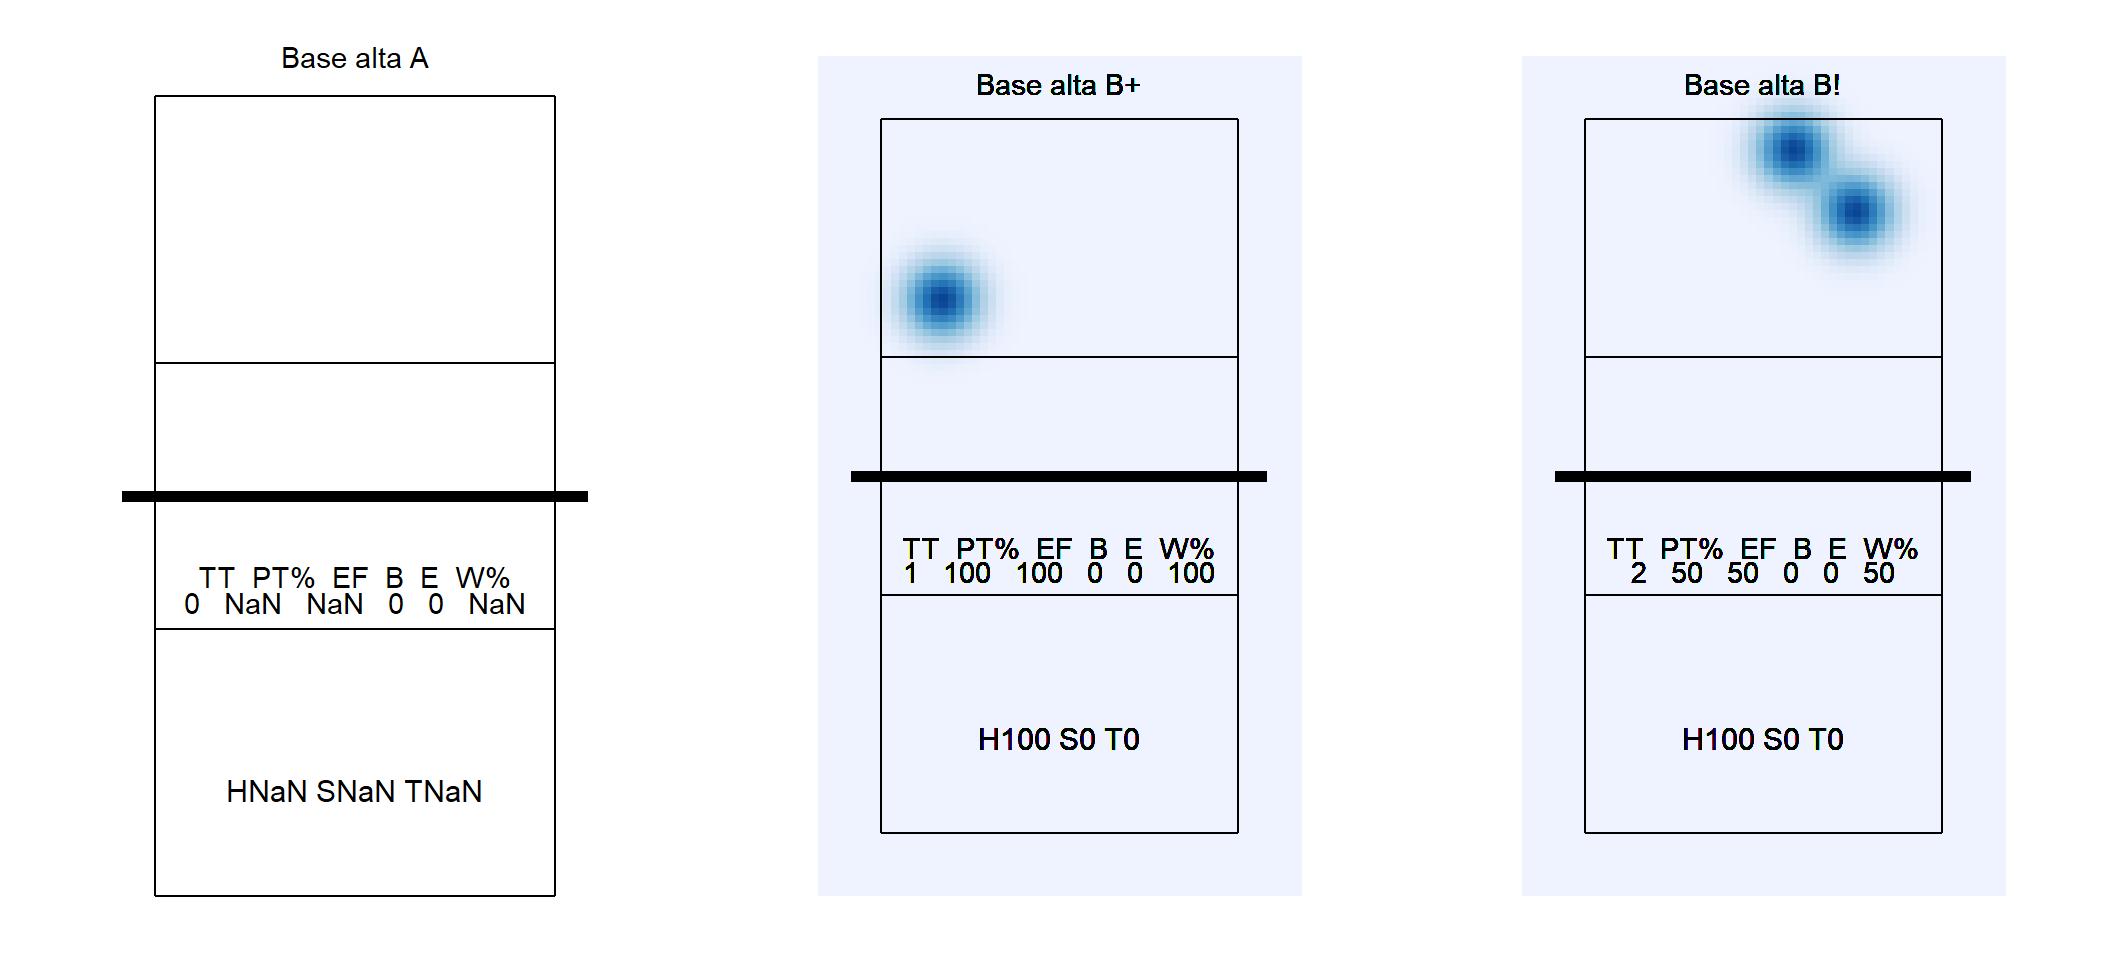 Base alta A
TT PT% EF B E W%
0 NaN NaN 0 0 NaN
HNaN SNaN TNaN
Base alta B+
TT PT% EF B E W%
1 100 100 0 0 100
H100 S0 T0
Base alta B!
TT PT% EF B E W%
2 50 50 0 0 50
H100 S0 T0